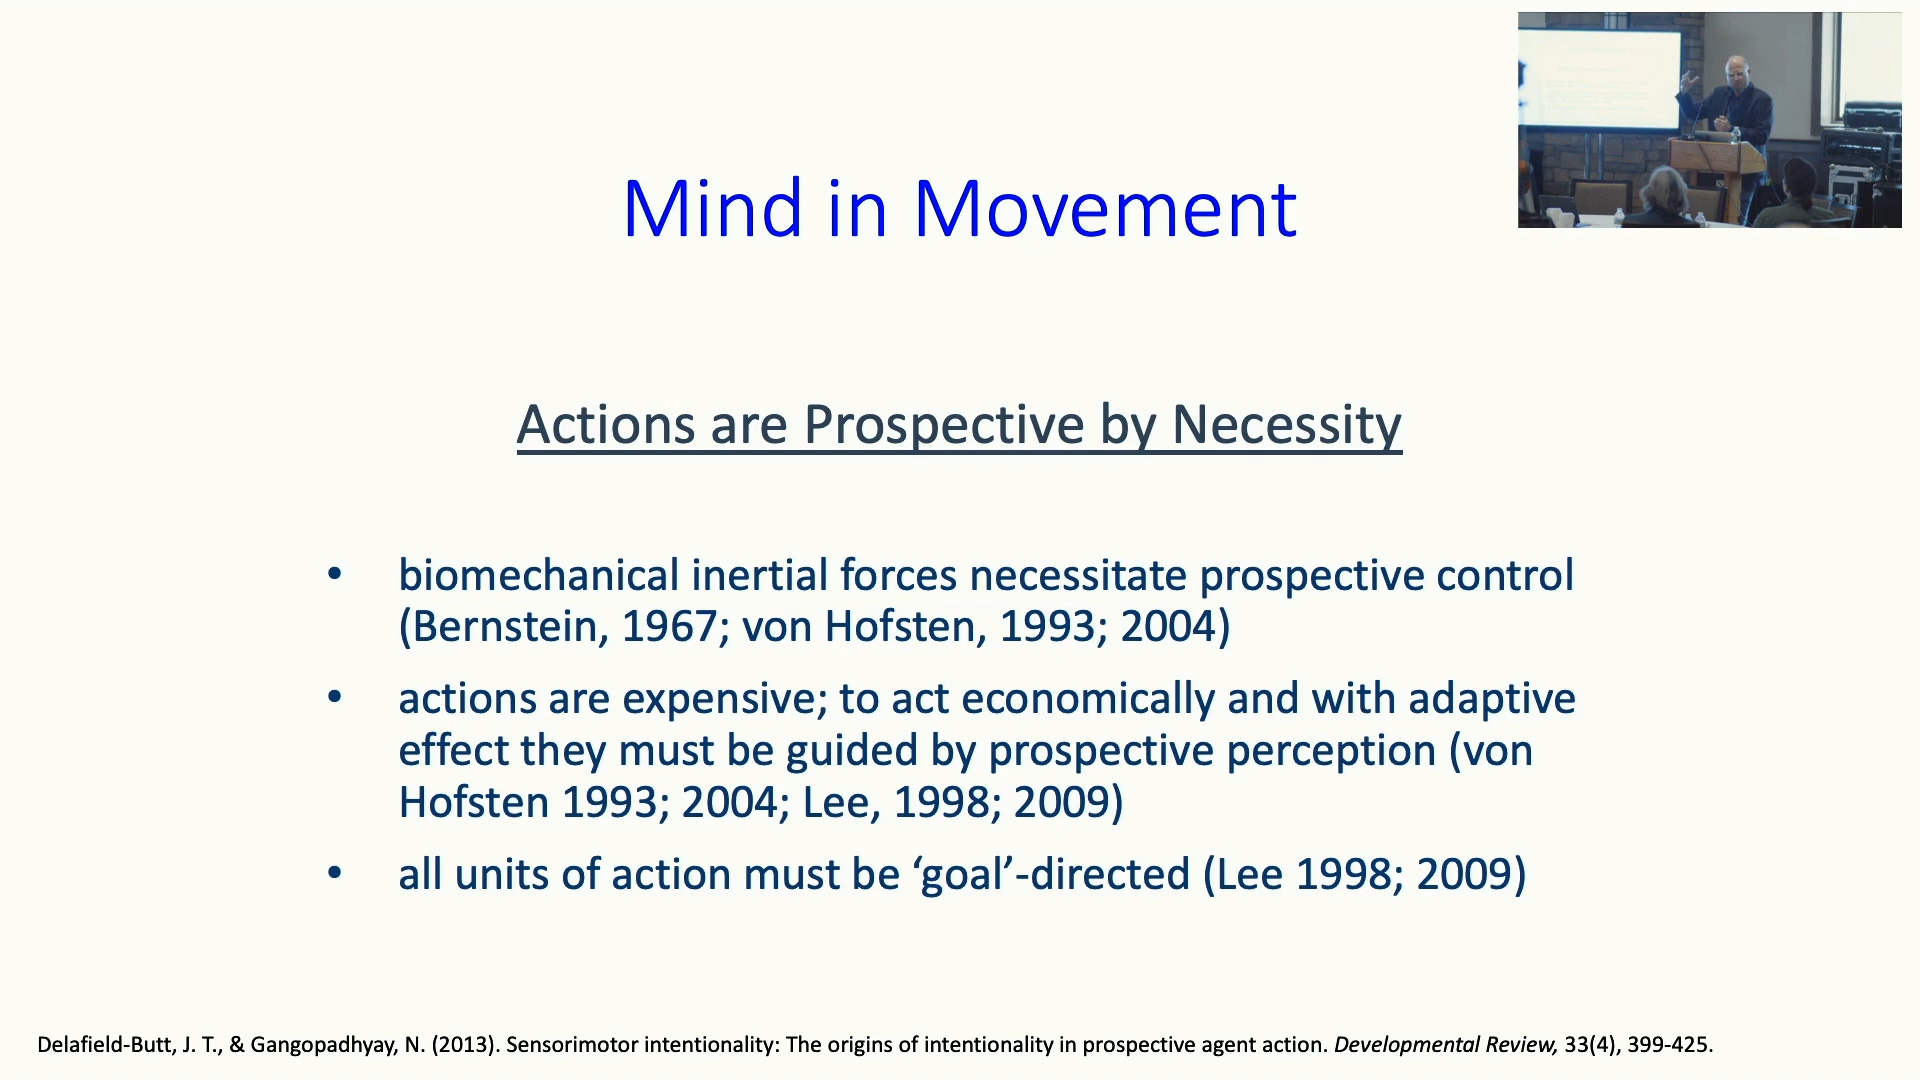 Mind in Movement
Actions are Prospective by Necessity
• biomechanical inertial forces necessitate prospective control
(Bernstein, 1967; von Hofsten, 1993; 2004)
• actions are expensive; to act economically and with adaptive
effect they must be guided by prospective perception (von
Hofsten 1993; 2004; Lee, 1998; 2009)
• all units of action must be ‘goal’-directed (Lee 1998; 2009)
Delafield-Butt, J. T., & Gangopadhyay, N. (2013). Sensorimotor intentionality: The origins of intentionality in prospective agent action. Developmental Review, 33(4), 399-425.